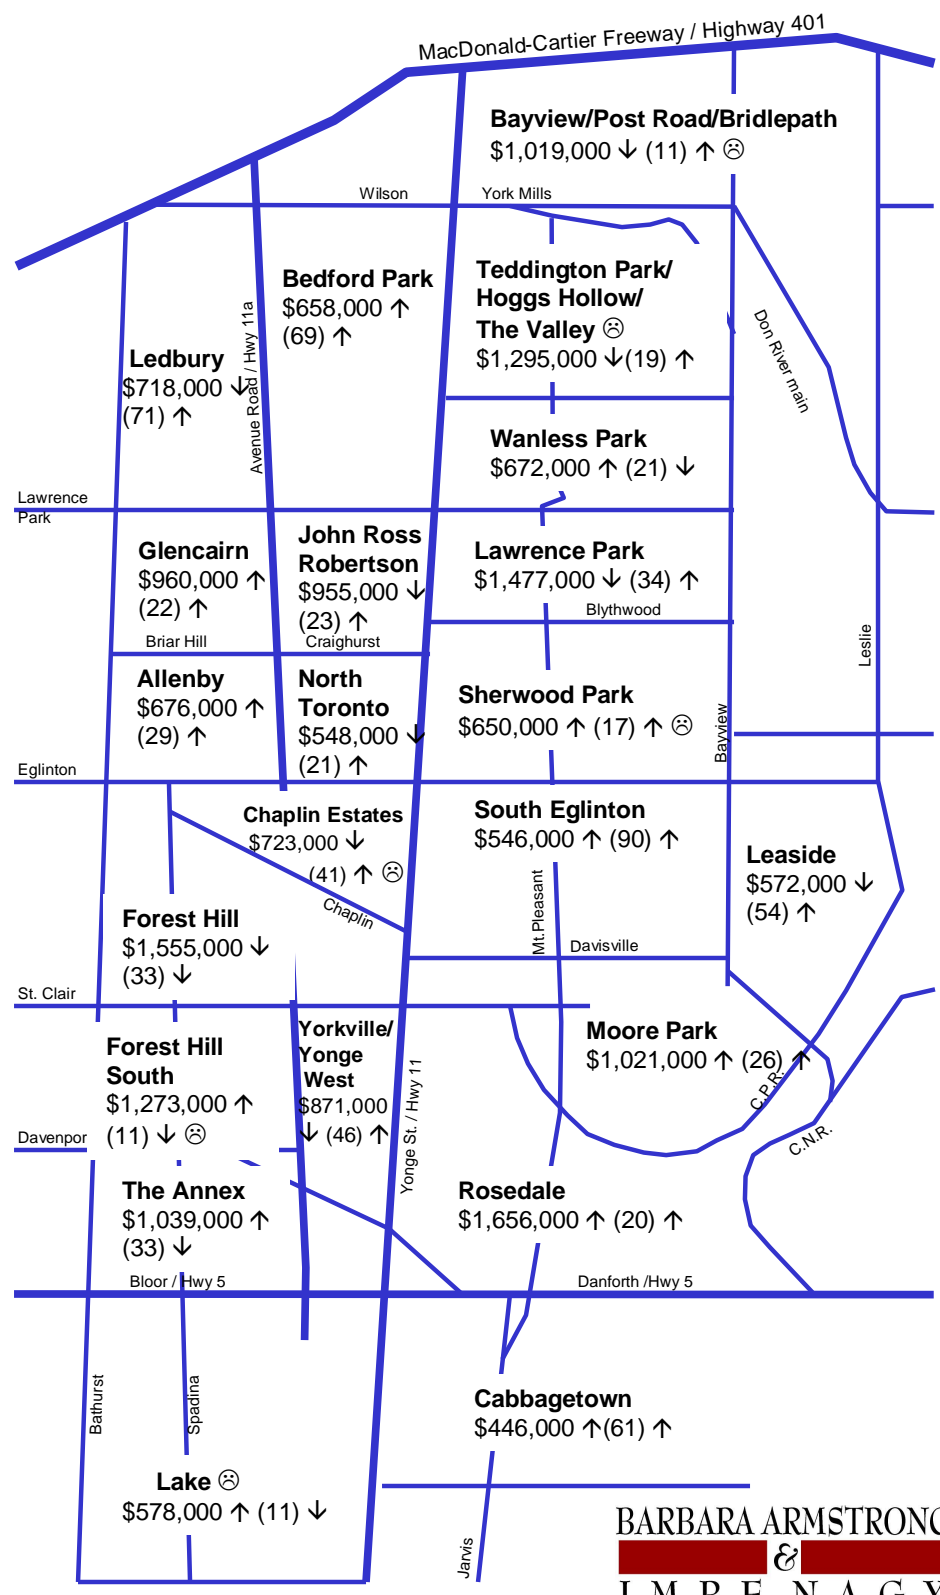 MacDonald-Cartier Freeway / Highway 401
Bayview/Post Road/Bridlepath
$1,019,000 ↓ (11) ↑ ☹
Wilson
York Mills
Bedford Park
$658,000 ↑
(69) ↑
Teddington Park/
Hoggs Hollow/
The Valley ☹
$1,295,000 ↓(19) ↑
Don River main
Avenue Road / Hwy 11a
Ledbury
$718,000 ↓
(71) ↑
Wanless Park
$672,000 ↑ (21) ↓
Lawrence
Park
Glencairn
$960,000 ↑
(22) ↑
John Ross
Robertson
$955,000 ↓
(23) ↑
Lawrence Park
$1,477,000 ↓ (34) ↑
Blythwood
Briar Hill
Craighurst
Leslie
Allenby
$676,000 ↑
(29) ↑
North
Toronto
$548,000 ↓
(21) ↑
Sherwood Park
$650,000 ↑ (17) ↑ ☹
Bayview
Eglinton
Chaplin Estates
$723,000 ↓
(41) ↑ ☹
South Eglinton
$546,000 ↑ (90) ↑
Leaside
$572,000 ↓
(54) ↑
Chaplin
Mt.Pleasant
Forest Hill
$1,555,000 ↓
(33) ↓
Davisville
St. Clair
Forest Hill
South
$1,273,000 ↑
(11) ↓ ☹
Yorkville/
Yonge
West
$871,000
↓ (46) ↑
Yonge St. / Hwy 11
Moore Park
$1,021,000 ↑ (26) ↑
C.P.R.
C.N.R.
Davenpor
The Annex
$1,039,000 ↑
(33) ↓
Rosedale
$1,656,000 ↑ (20) ↑
Bloor / Hwy 5
Danforth /Hwy 5
Bathurst
Spadina
Cabbagetown
$446,000 ↑(61) ↑
Lake ☹
$578,000 ↑ (11) ↓
Jarvis
BARBARA ARMSTRONG
&
IMRE NAGY